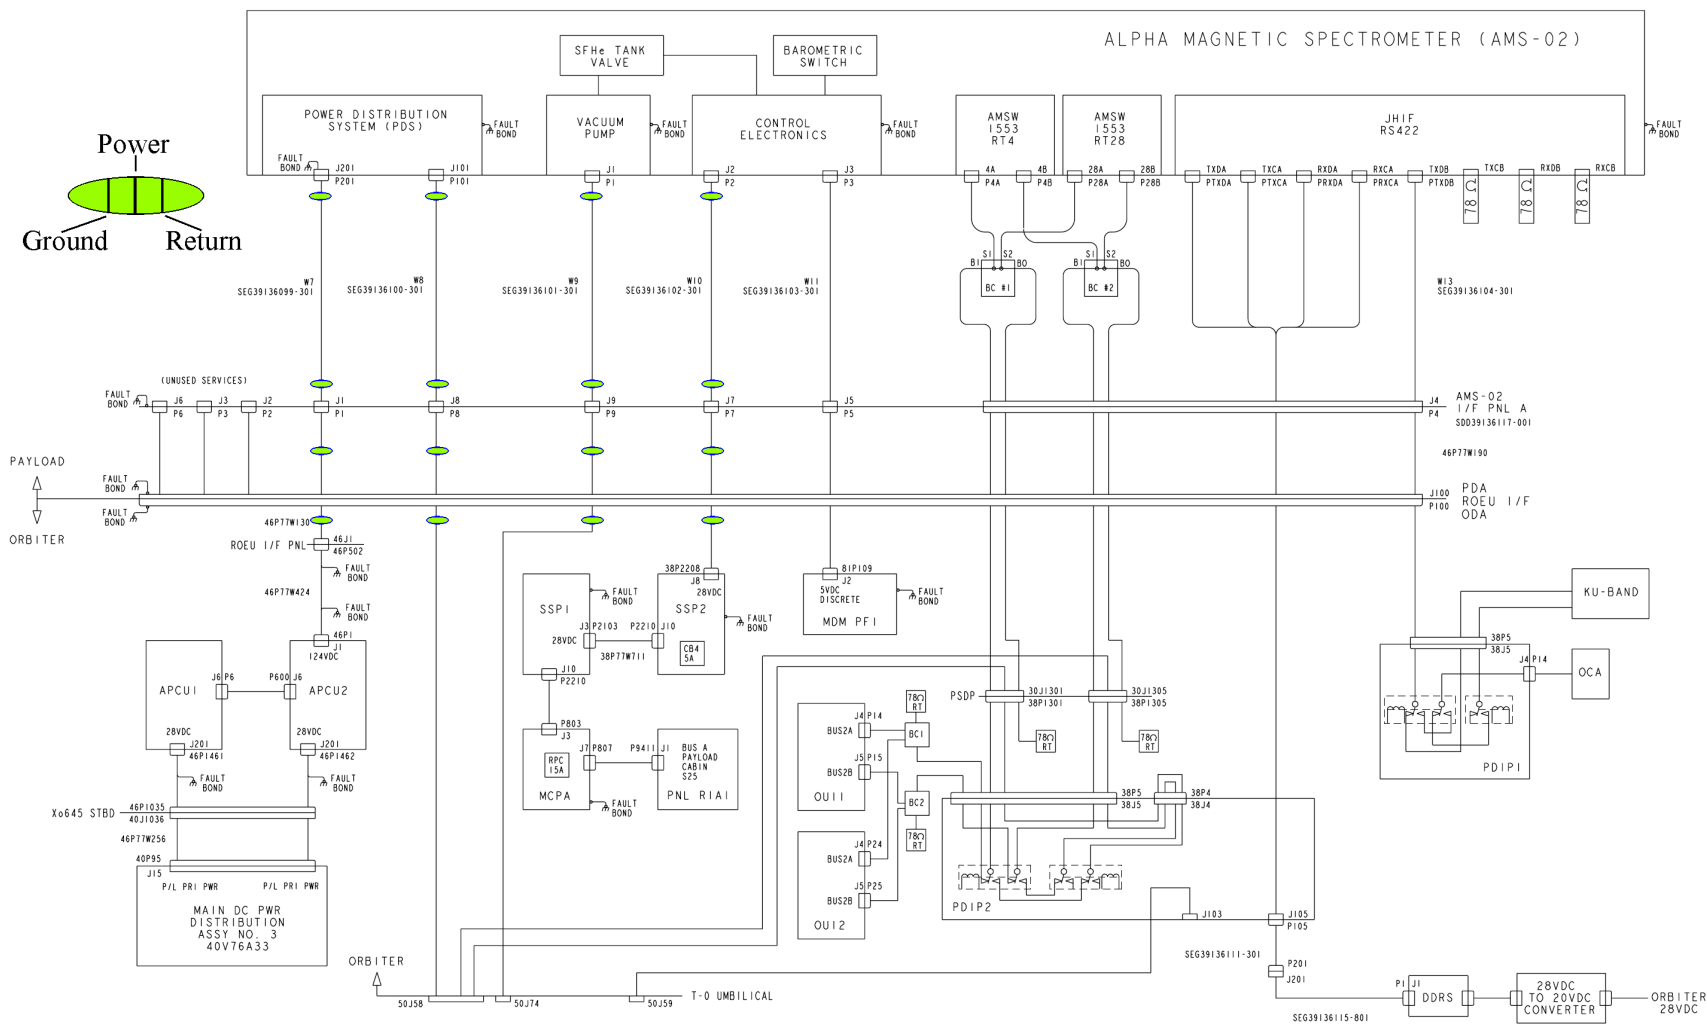 ALPHA MAGNETIC SPECTROMETER (AMS-02)
SFHe TANK
VALVE
BAROMETRIC
SWITCH
POWER DISTRIBUTION
SYSTEM (PDS)
FAULT
BOND
VACUUM
PUMP
FAULT
BOND
CONTROL
ELECTRONICS
FAULT
BOND
AMSW
1553
RT4
AMSW
1553
RT28
JHIF
RS422
FAULT
BOND
Power
Ground
Return
FAULT
BOND
J201
P201
J101
P101
J1
P1
J2
P2
J3
P3
4A
P4A
4B
P4B
28A
P28A
28B
P28B
TXDA
PTXDA
TXCA
PTXCA
RXDA
PRXDA
RXCA
PRXCA
TXDB
PTXDB
TXCB
78 Ω
RXDB
78 Ω
RXCB
78 Ω
W7
SEG39136099-301
W8
SEG39136100-301
W9
SEG39136101-301
W10
SEG39136102-301
W11
SEG39136103-301
B1
S1
S2
B0
BC #1
B1
S1
S2
B0
BC #2
W13
SEG39136104-301
(UNUSED SERVICES)
FAULT
BOND
J6
P6
J3
P3
J2
P2
J1
P1
J8
P8
J9
P9
J7
P7
J5
P5
J4
P4
AMS-02
I/F PNL A
SDD39136117-001
46P77W190
PAYLOAD
ORBITER
FAULT
BOND
FAULT
BOND
J100
P100
PDA
ROEU I/F
ODA
46P77W130
ROEU I/F PNL
46J1
46P502
FAULT
BOND
46P77W424
FAULT
BOND
46P1
J1
124VDC
APCU1
J6 P6
P600 J6
APCU2
28VDC
J201
46P1461
28VDC
J201
46P1462
FAULT
BOND
FAULT
BOND
Xo645 STBD
46P1035
40J1036
46P77W256
40P95
J15
P/L PRI PWR
P/L PRI PWR
MAIN DC PWR
DISTRIBUTION
ASSY NO. 3
40V76A33
SSP1
FAULT
BOND
28VDC
J3 P2103
P2210 J10
38P77W711
J10
P2210
38P2208
J8
28VDC
SSP2
CB4
5A
FAULT
BOND
P803
J3
RPC
15A
MCPA
J7 P807
P9411 J1
FAULT
BOND
BUS A
PAYLOAD
CABIN
S25
PNL R1A1
81P109
J2
5VDC
DISCRETE
MDM PF1
FAULT
BOND
PSDP
30J1301
38P1301
30J1305
38P1305
78Ω
RT
78Ω
RT
78Ω
RT
J4 P14
BUS2A
BC1
J5 P15
BUS2B
OUI1
BC2
78Ω
RT
J4 P24
BUS2A
J5 P25
BUS2B
OUI2
38P5
38J5
38P4
38J4
PDIP2
J103
J105
P105
KU-BAND
38P5
38J5
J4 P14
OCA
PDIP1
SEG39136111-301
P201
J201
ORBITER
50J58
50J74
50J59
T-0 UMBILICAL
SEG39136115-801
P1 J1
DDRS
28VDC
TO 20VDC
CONVERTER
ORBITER
28VDC